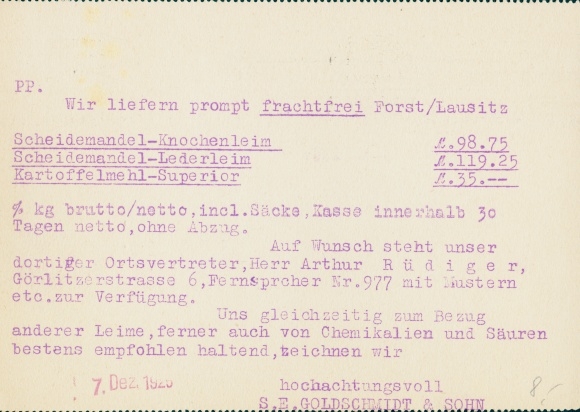 PP.
Wir liefern prompt frachtfrei Forst/Lausitz
Scheidemandel-Knochenleim ℳ.98.75
Scheidemandel-Lederleim ℳ.119.25
Kartoffelmehl-Superior ℳ.35.--
% kg brutto/netto,incl.Säcke,Kasse innerhalb 30
Tagen netto,ohne Abzug.
Auf Wunsch steht unser
dortiger Ortsvertreter,Herr Arthur R ü d i g e r,
Görlitzerstrasse 6,Fernsprcher Nr.977 mit Mustern
etc.zur Verfügung.
Uns gleichzeitig zum Bezug
anderer Leime,ferner auch von Chemikalien und Säuren
bestens empfohlen haltend,zeichnen wir
7. Dez. hochachtungsvoll
S.E.GOLDSCHMIDT & SOHN
8.-